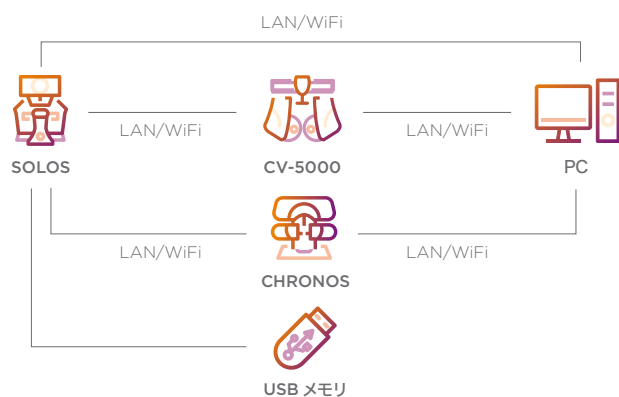 LAN/WiFi
LAN/WiFi
LAN/WiFi
SOLOS
CV-5000
PC
LAN/WiFi
LAN/WiFi
CHRONOS
USB メモリ